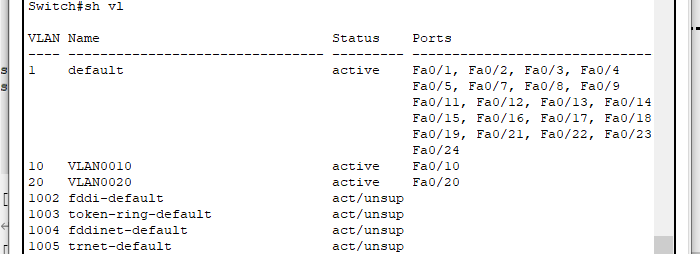 Switch#sh vl
VLAN Name                             Status    Ports
---- -------------------------------- --------- -------------------------------
1    default                          active    Fa0/1, Fa0/2, Fa0/3, Fa0/4
                                                Fa0/5, Fa0/7, Fa0/8, Fa0/9
                                                Fa0/11, Fa0/12, Fa0/13, Fa0/14
                                                Fa0/15, Fa0/16, Fa0/17, Fa0/18
                                                Fa0/19, Fa0/21, Fa0/22, Fa0/23
                                                Fa0/24
10   VLAN0010                         active    Fa0/10
20   VLAN0020                         active    Fa0/20
1002 fddi-default                     act/unsup
1003 token-ring-default               act/unsup
1004 fddinet-default                  act/unsup
1005 trnet-default                    act/unsup